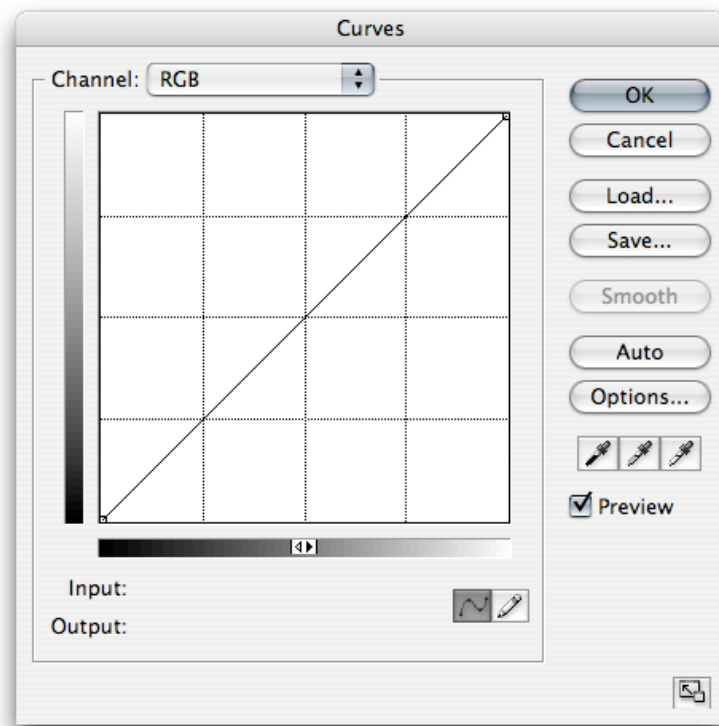 Curves
Channel: RGB
OK
Cancel
Load...
Save...
Smooth
Auto
Options...
Preview
Input:
Output: